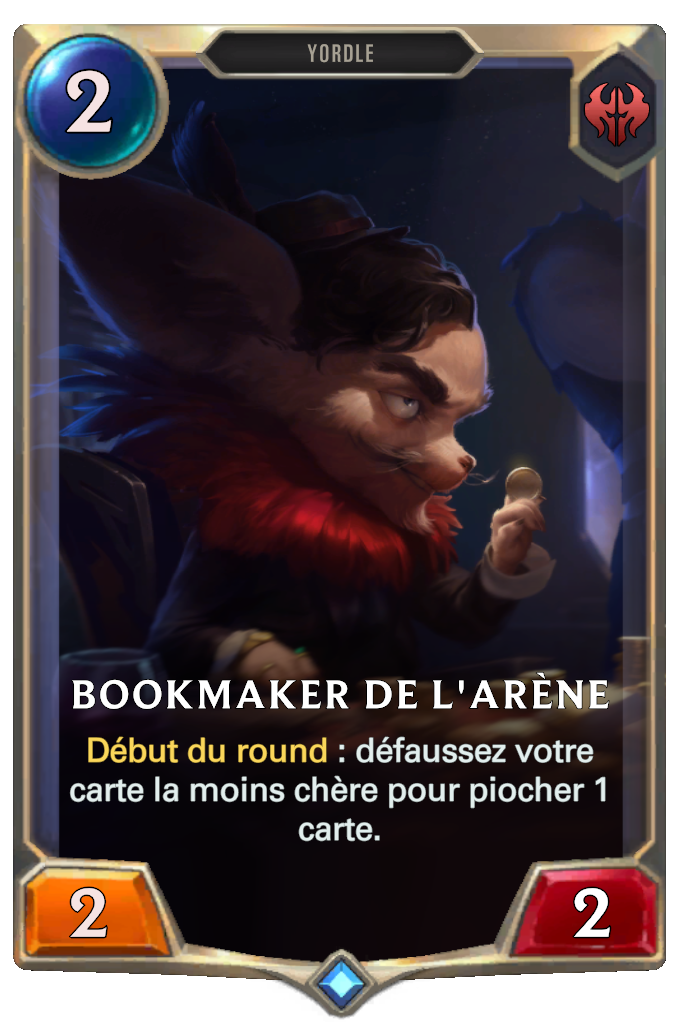 YORDLE
2
BOOKMAKER DE L'ARÈNE
Début du round : défaussez votre
carte la moins chère pour piocher 1
carte.
2
2